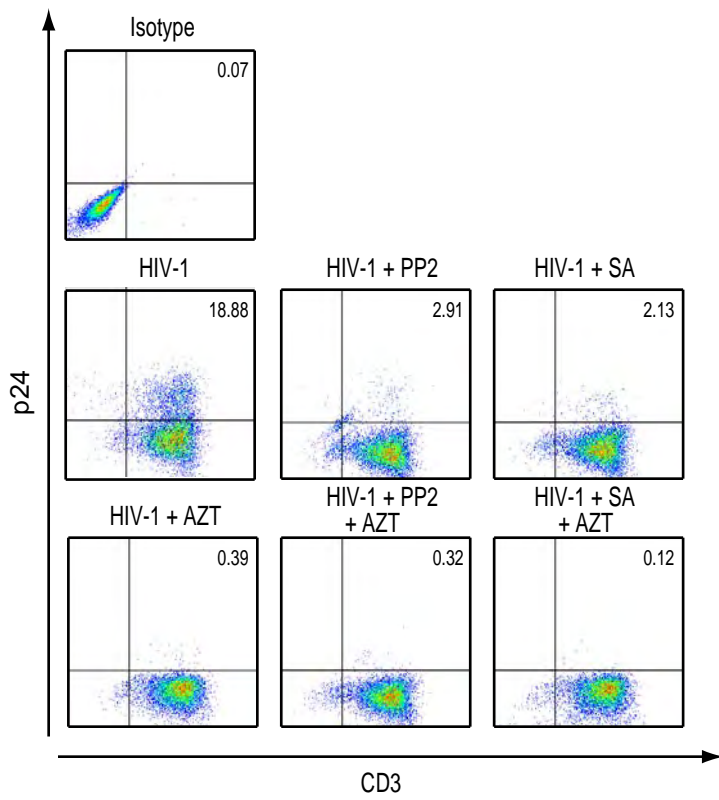 Isotype
0.07
HIV-1
18.88
HIV-1 + PP2
2.91
HIV-1 + SA
2.13
p24
HIV-1 + AZT
0.39
HIV-1 + PP2
+ AZT
0.32
HIV-1 + SA
+ AZT
0.12
CD3